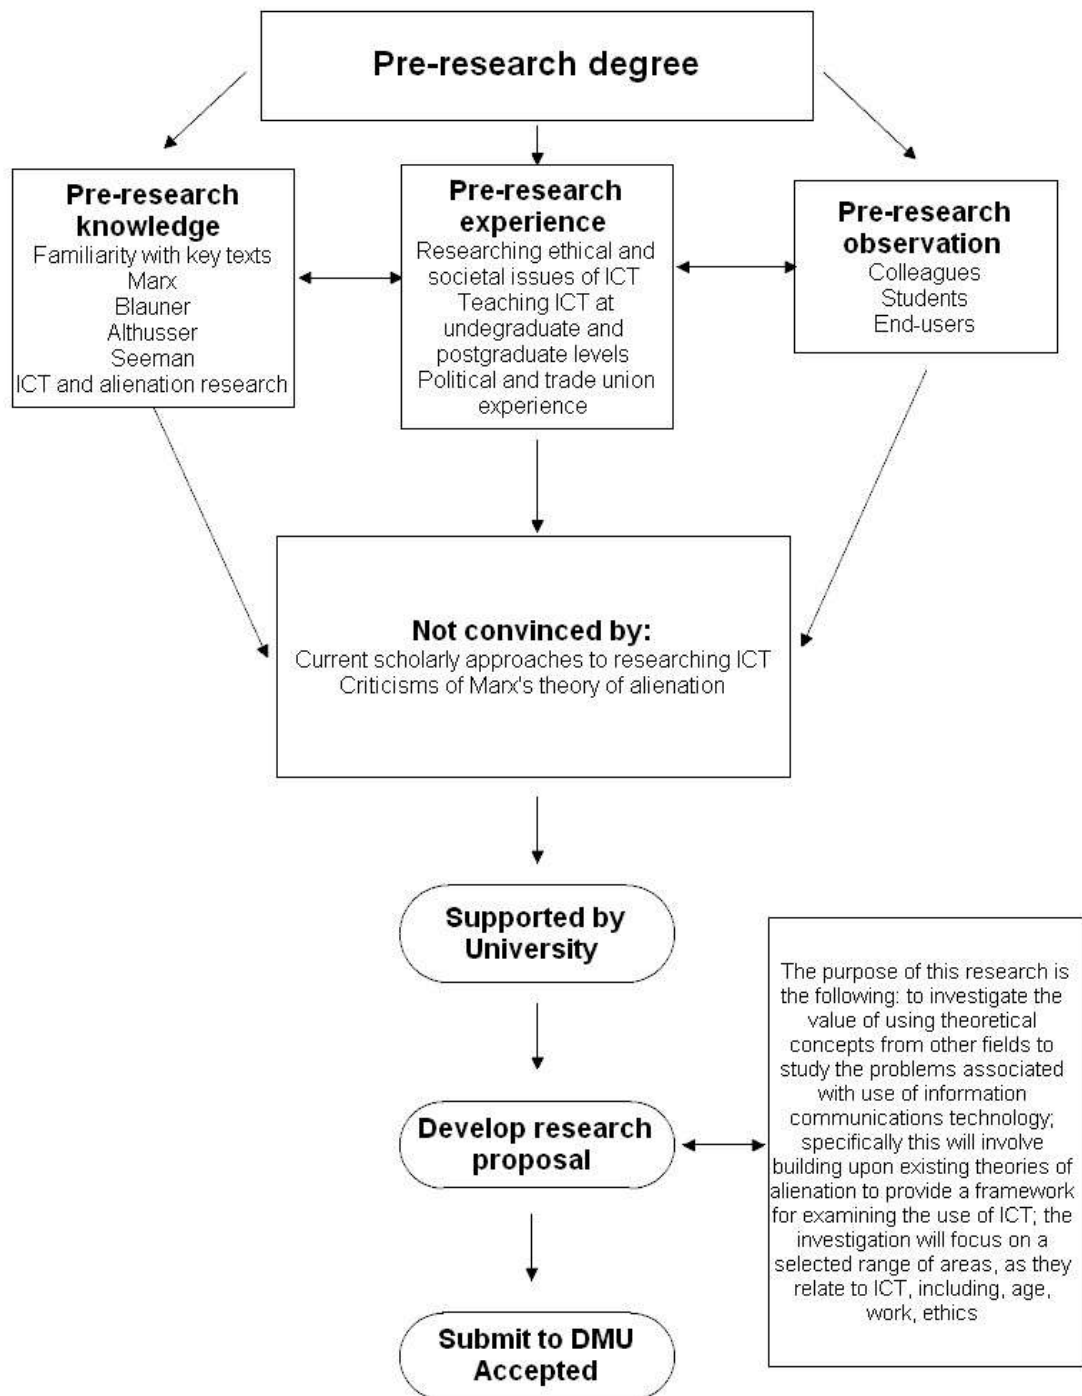 Pre-research degree
Pre-research
knowledge
Familiarity with key texts
Marx
Blauner
Althusser
Seeman
ICT and alienation research
Pre-research
experience
Researching ethical and
societal issues of ICT
Teaching ICT at
undegraduate and
postgraduate levels
Political and trade union
experience
Pre-research
observation
Colleagues
Students
End-users
Not convinced by:
Current scholarly approaches to researching ICT
Criticisms of Marx's theory of alienation
Supported by
University
Develop research
proposal
The purpose of this research is
the following: to investigate the
value of using theoretical
concepts from other fields to
study the problems associated
with use of information
communications technology;
specifically this will involve
building upon existing theories of
alienation to provide a framework
for examining the use of ICT; the
investigation will focus on a
selected range of areas, as they
relate to ICT, including, age,
work, ethics
Submit to DMU
Accepted